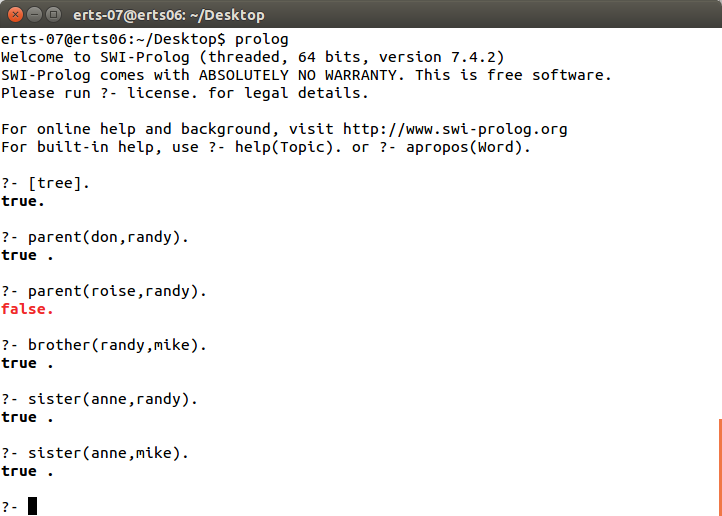 erts-07@erts06: ~/Desktop
erts-07@erts06:~/Desktop$ prolog
Welcome to SWI-Prolog (threaded, 64 bits, version 7.4.2)
SWI-Prolog comes with ABSOLUTELY NO WARRANTY. This is free software.
Please run ?- license. for legal details.
For online help and background, visit http://www.swi-prolog.org
For built-in help, use ?- help(Topic). or ?- apropos(Word).
?- [tree].
true.
?- parent(don,randy).
true .
?- parent(roise,randy).
false.
?- brother(randy,mike).
true .
?- sister(anne,randy).
true .
?- sister(anne,mike).
true .
?-